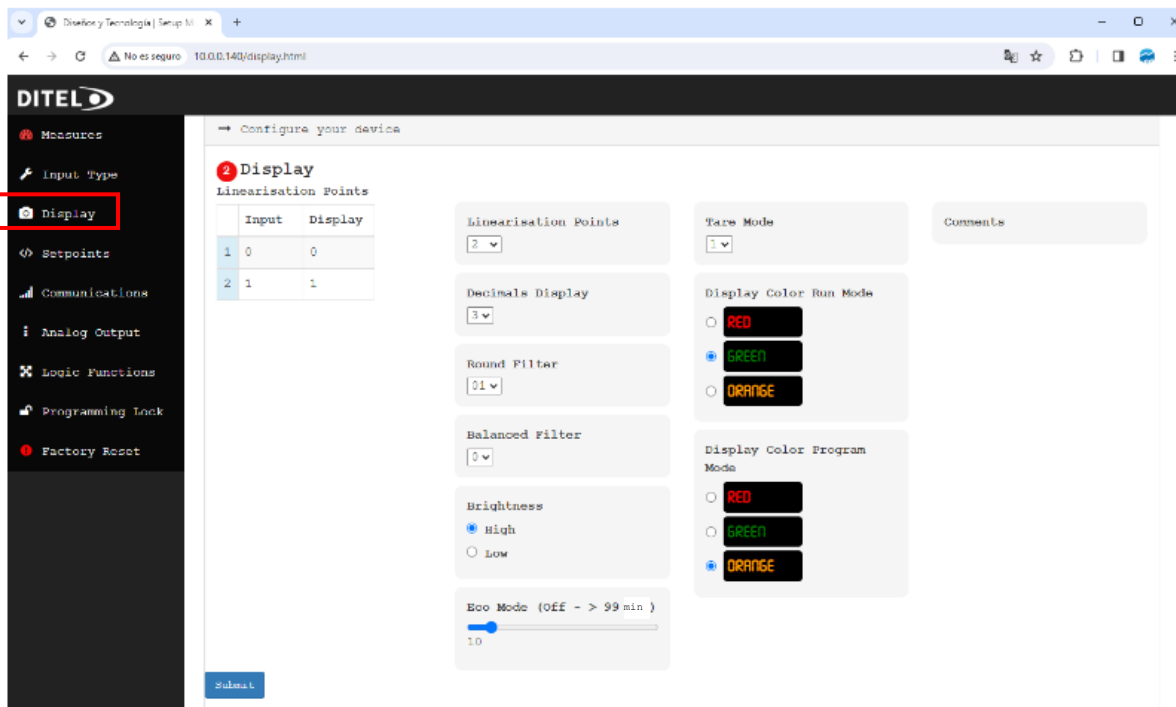 Diseños y Tecnología | Setup M
No es seguro
10.0.0.140/display.html
DITEL
Measures
Input Type
Display
Setpoints
Communications
Analog Output
Logic Functions
Programming Lock
Factory Reset
→ Configure your device
2 Display
Linearisation Points
Input Display
1 0 0
2 1 1
Linearisation Points
2
Decimals Display
3
Round Filter
01
Balanced Filter
0
Brightness
High
Low
Eco Mode (Off - > 99 min )
10
Tare Mode
1
Display Color Run Mode
RED
GREEN
ORANGE
Display Color Program
Mode
RED
GREEN
ORANGE
Comments
Submit